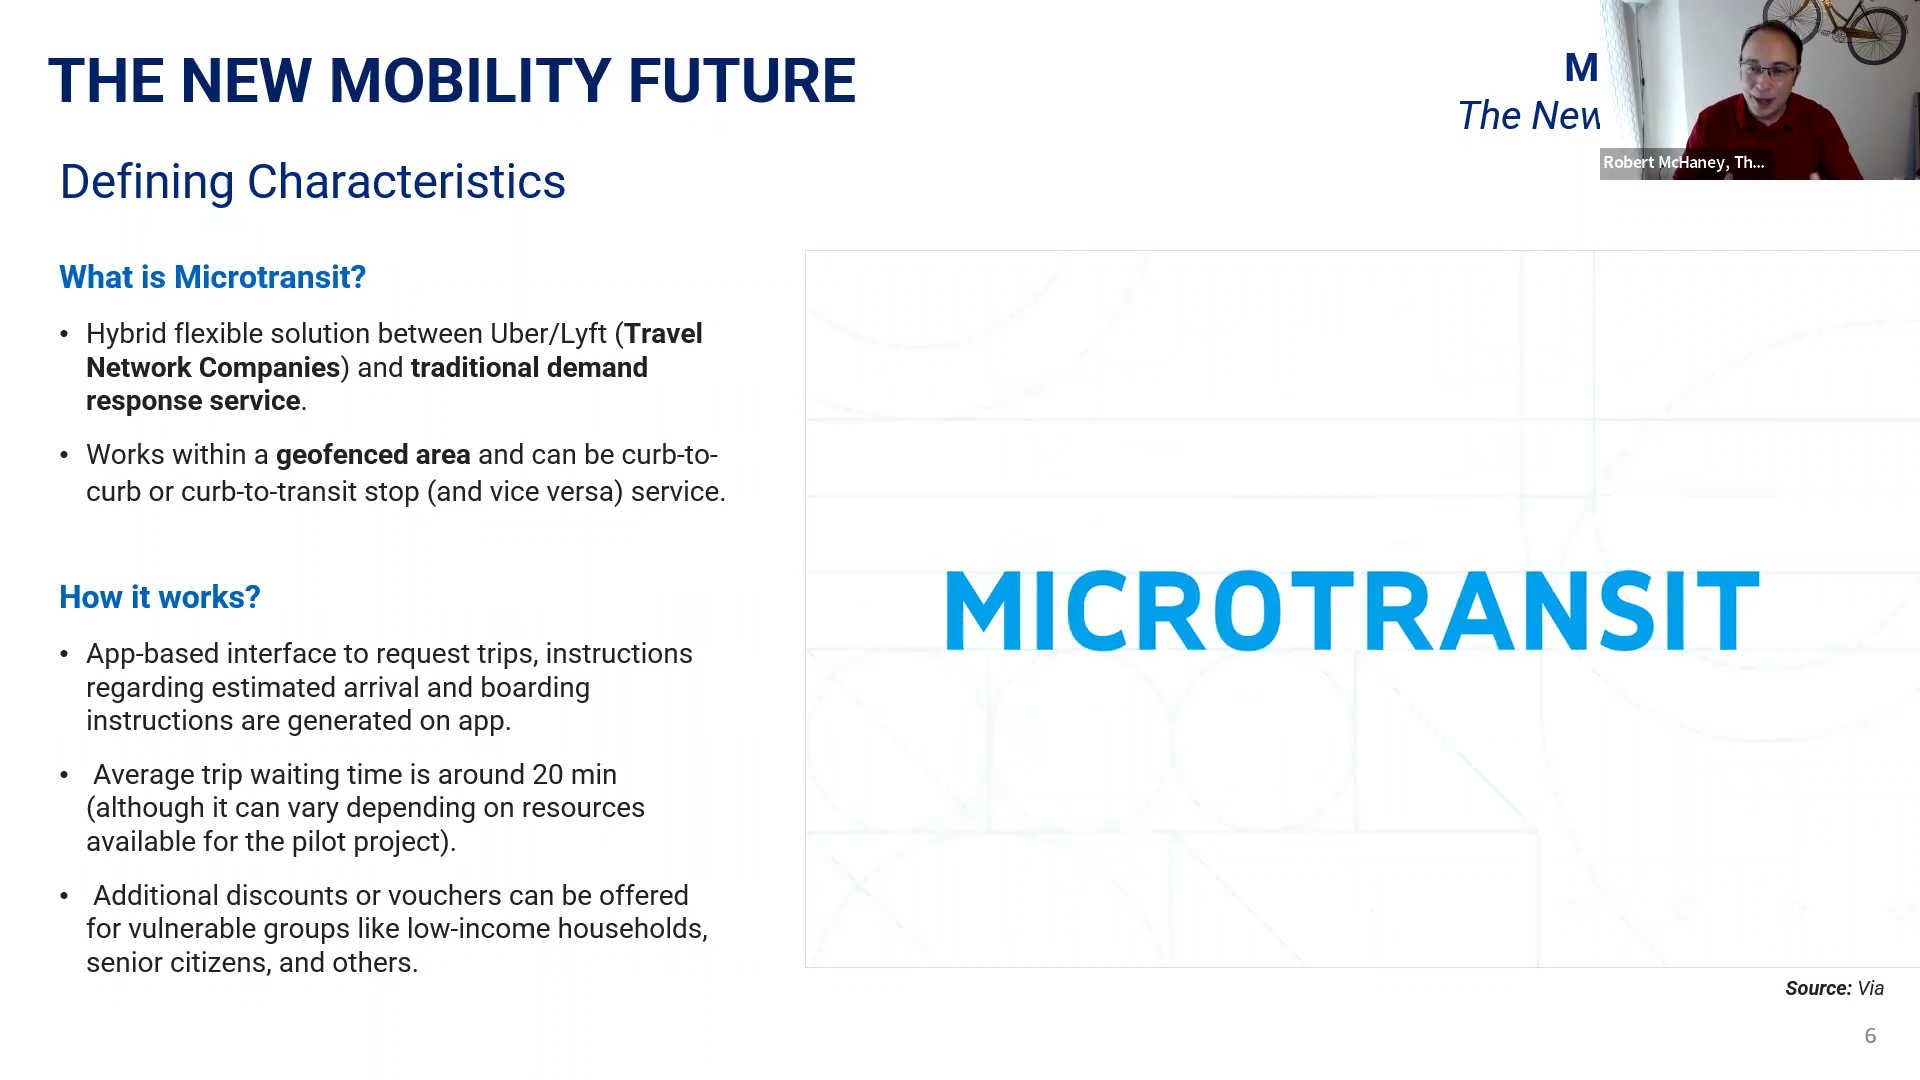 THE NEW MOBILITY FUTURE
M
The New
Robert McHaney, Th...
Defining Characteristics
What is Microtransit?
• Hybrid flexible solution between Uber/Lyft (Travel
Network Companies) and traditional demand
response service.
• Works within a geofenced area and can be curb-to-
curb or curb-to-transit stop (and vice versa) service.
How it works?
• App-based interface to request trips, instructions
regarding estimated arrival and boarding
instructions are generated on app.
• Average trip waiting time is around 20 min
(although it can vary depending on resources
available for the pilot project).
• Additional discounts or vouchers can be offered
for vulnerable groups like low-income households,
senior citizens, and others.
MICROTRANSIT
Source: Via
6